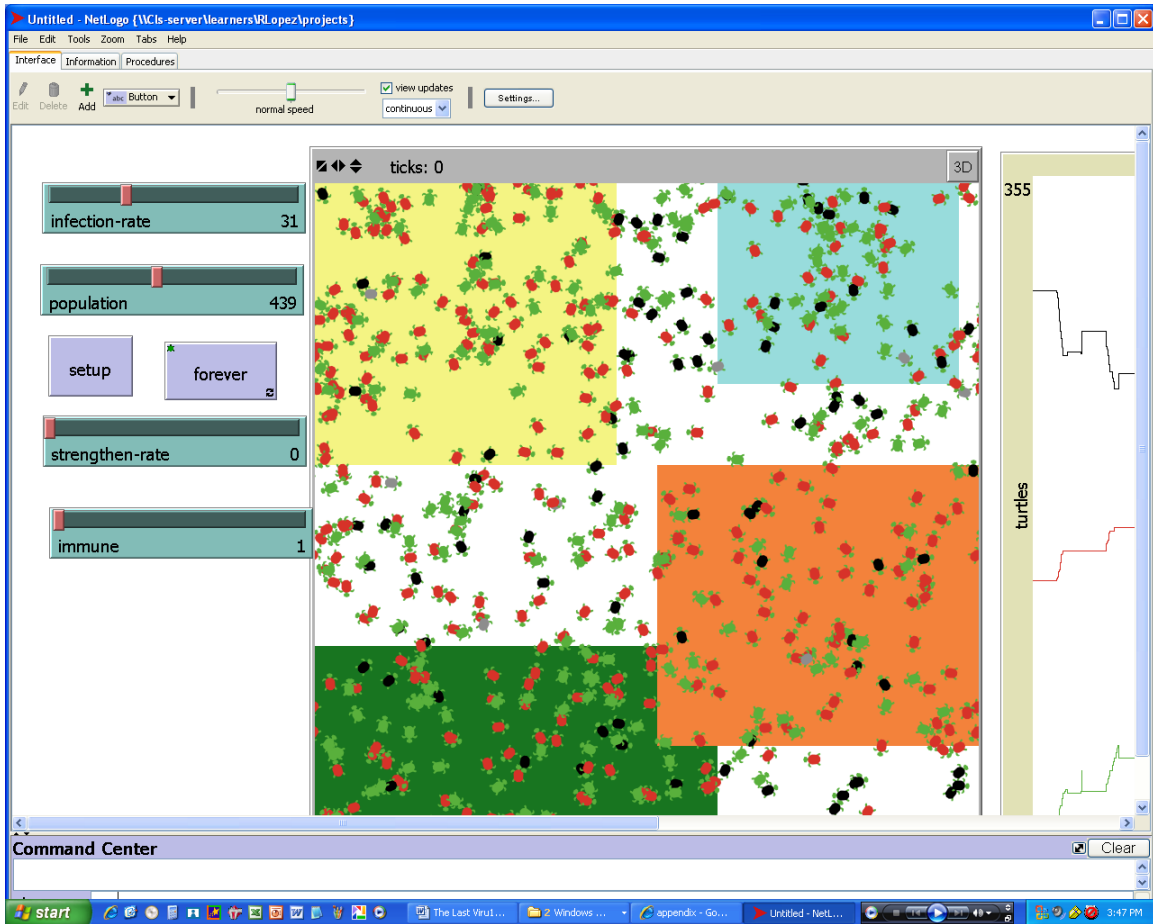 Untitled - NetLogo {\\Cls-server\learners\RLopez\projects}
File Edit Tools Zoom Tabs Help
Interface Information Procedures
Edit Delete Add abc Button normal speed view updates continuous Settings...
ticks: 0 3D
infection-rate 31
population 439
setup forever
strengthen-rate 0
immune 1
355
turtles
Command Center Clear
start The Last Viru1... 2 Windows ... appendix - Go... Untitled - NetL... 3:47 PM